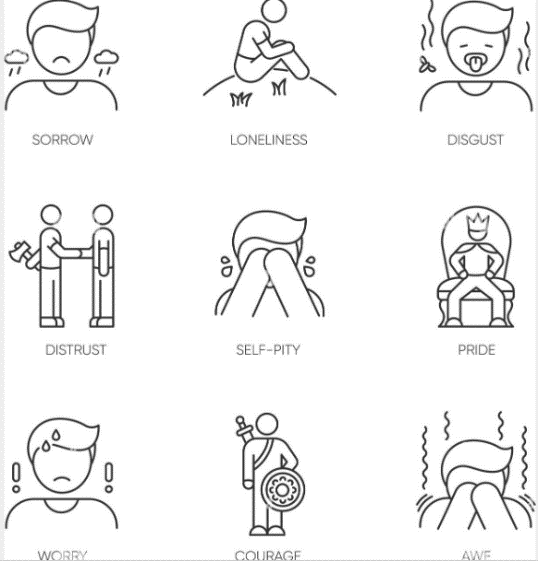 SORROW LONELINESS DISGUST
DISTRUST SELF-PITY PRIDE
WORRY COURAGE AWE